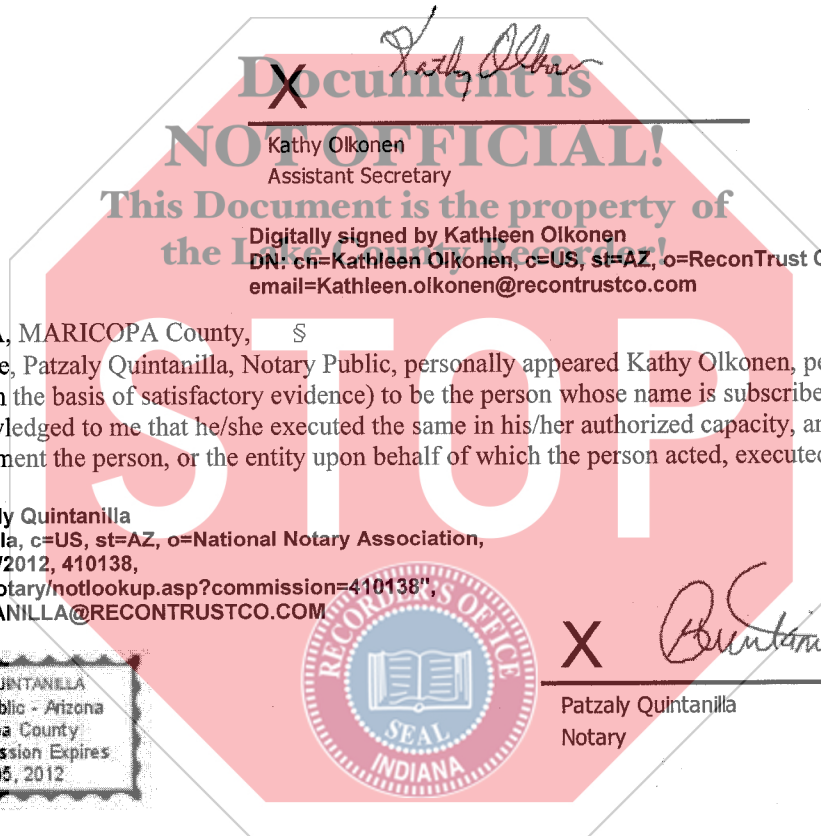 Kathy Olkonen
Document is
X
NOT OFFICIAL!
Kathy Olkonen
Assistant Secretary
This Document is the property of
the Lake County Recorder!
Digitally signed by Kathleen Olkonen
DN: cn=Kathleen Olkonen, c=US, st=AZ, o=ReconTrust
email=Kathleen.olkonen@recontrustco.com
STOP
, MARICOPA County, §
e, Patzaly Quintanilla, Notary Public, personally appeared Kathy Olkonen, pe
n the basis of satisfactory evidence) to be the person whose name is subscribe
ledged to me that he/she executed the same in his/her authorized capacity, an
ment the person, or the entity upon behalf of which the person acted, executed
ly Quintanilla
la, c=US, st=AZ, o=National Notary Association,
/2012, 410138,
otary/notlookup.asp?commission=410138",
ANILLA@RECONTRUSTCO.COM
RECORDER'S OFFICE
SEAL
INDIANA
X
Patzaly Quintanilla
Notary
UINTANILLA
blic - Arizona
a County
ssion Expires
05, 2012